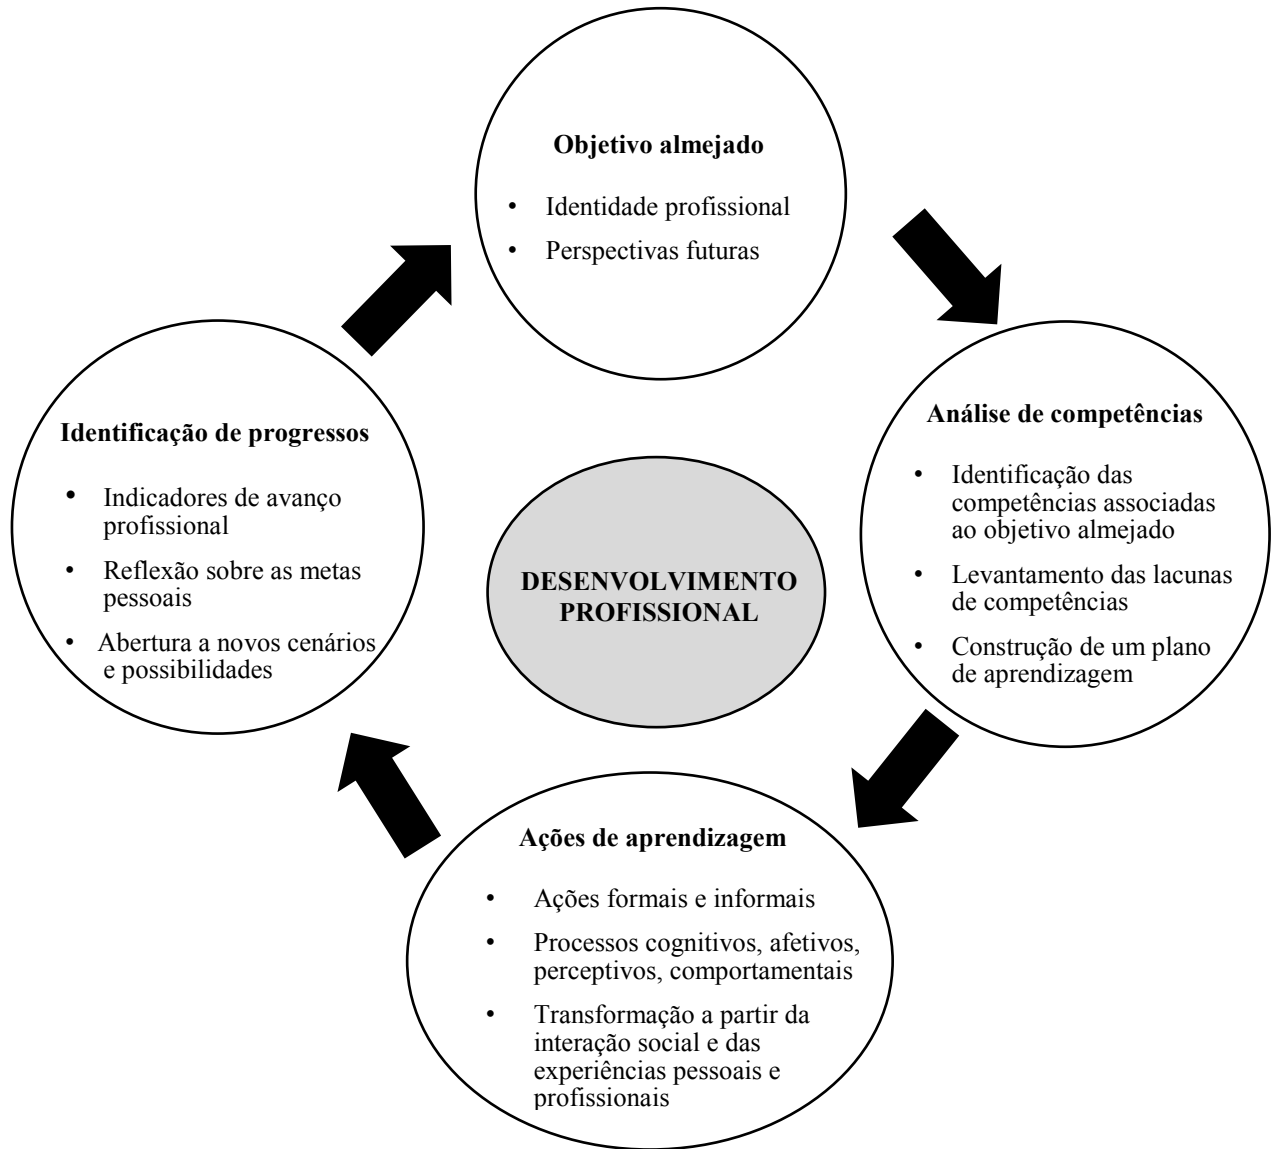 Objetivo almejado
• Identidade profissional
• Perspectivas futuras
Análise de competências
• Identificação das
competências associadas
ao objetivo almejado
• Levantamento das lacunas
de competências
• Construção de um plano
de aprendizagem
Identificação de progressos
• Indicadores de avanço
profissional
• Reflexão sobre as metas
pessoais
• Abertura a novos cenários
e possibilidades
DESENVOLVIMENTO
PROFISSIONAL
Ações de aprendizagem
• Ações formais e informais
• Processos cognitivos, afetivos,
perceptivos, comportamentais
• Transformação a partir da
interação social e das
experiências pessoais e
profissionais